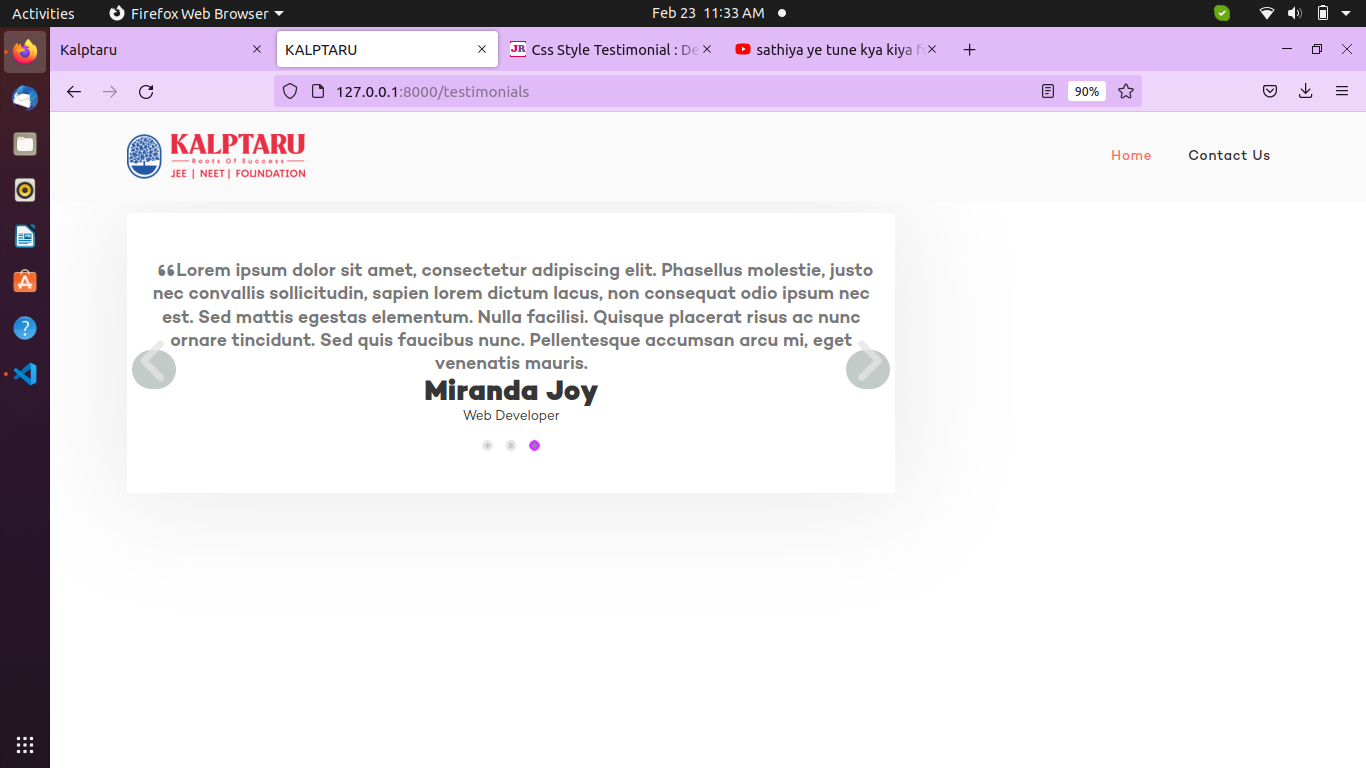 Activities
Firefox Web Browser
Feb 23 11:33 AM
Kalptaru
KALPTARU
JR
Css Style Testimonial : De
sathiya ye tune kya kiya f
127.0.0.1:8000/testimonials
90%
KALPTARU
Roots Of Success
JEE | NEET | FOUNDATION
Home
Contact Us
“Lorem ipsum dolor sit amet, consectetur adipiscing elit. Phasellus molestie, justo
nec convallis sollicitudin, sapien lorem dictum lacus, non consequat odio ipsum nec
est. Sed mattis egestas elementum. Nulla facilisi. Quisque placerat risus ac nunc
ornare tincidunt. Sed quis faucibus nunc. Pellentesque accumsan arcu mi, eget
venenatis mauris.
Miranda Joy
Web Developer